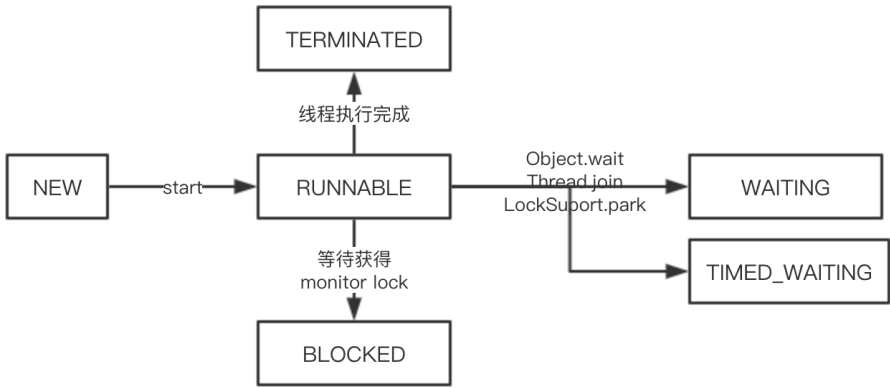 TERMINATED
线程执行完成
NEW
start
RUNNABLE
Object.wait
Thread.join
LockSuport.park
WAITING
TIMED_WAITING
等待获得
monitor lock
BLOCKED